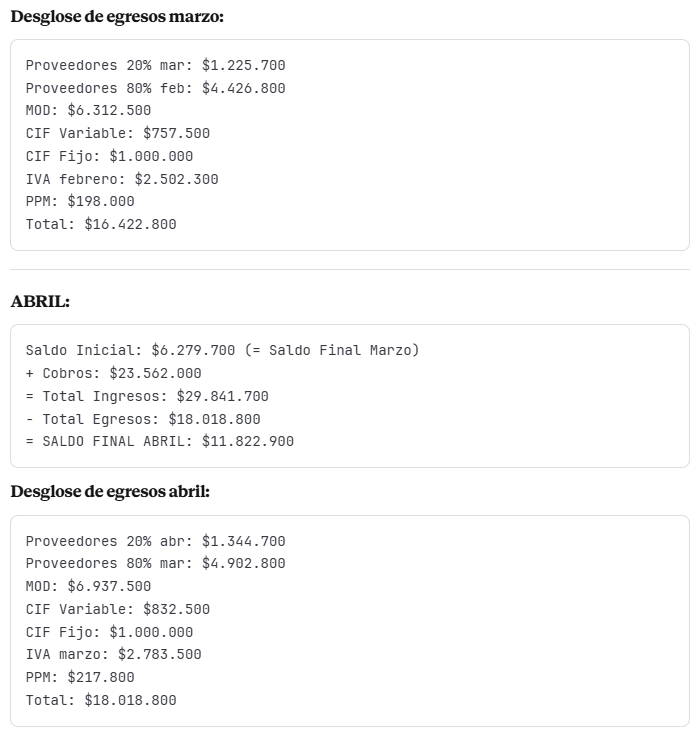 Desglose de egresos marzo:
Proveedores 20% mar: $1.225.700
Proveedores 80% feb: $4.426.800
MOD: $6.312.500
CIF Variable: $757.500
CIF Fijo: $1.000.000
IVA febrero: $2.502.300
PPM: $198.000
Total: $16.422.800
ABRIL:
Saldo Inicial: $6.279.700 (= Saldo Final Marzo)
+ Cobros: $23.562.000
= Total Ingresos: $29.841.700
- Total Egresos: $18.018.800
= SALDO FINAL ABRIL: $11.822.900
Desglose de egresos abril:
Proveedores 20% abr: $1.344.700
Proveedores 80% mar: $4.902.800
MOD: $6.937.500
CIF Variable: $832.500
CIF Fijo: $1.000.000
IVA marzo: $2.783.500
PPM: $217.800
Total: $18.018.800